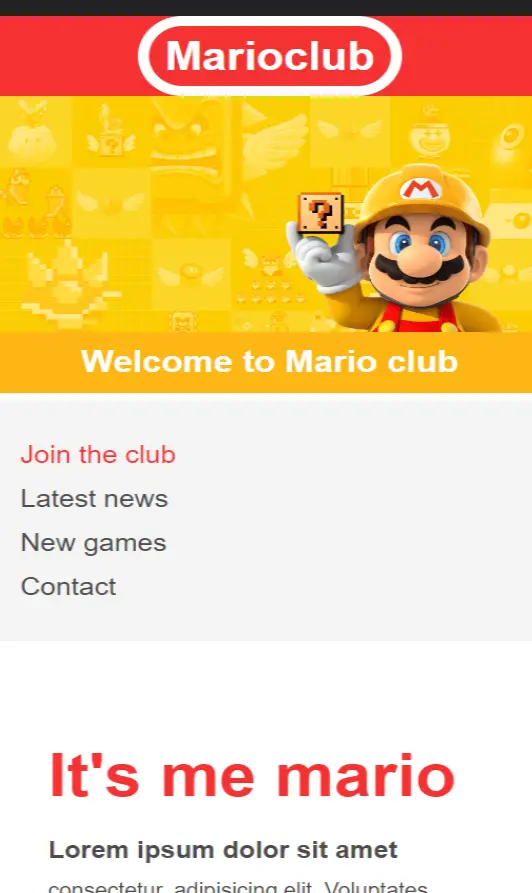 Marioclub
M
?
Welcome to Mario club
Join the club
Latest news
New games
Contact
It's me mario
Lorem ipsum dolor sit amet
consectetur, adipisicing elit. Voluptates